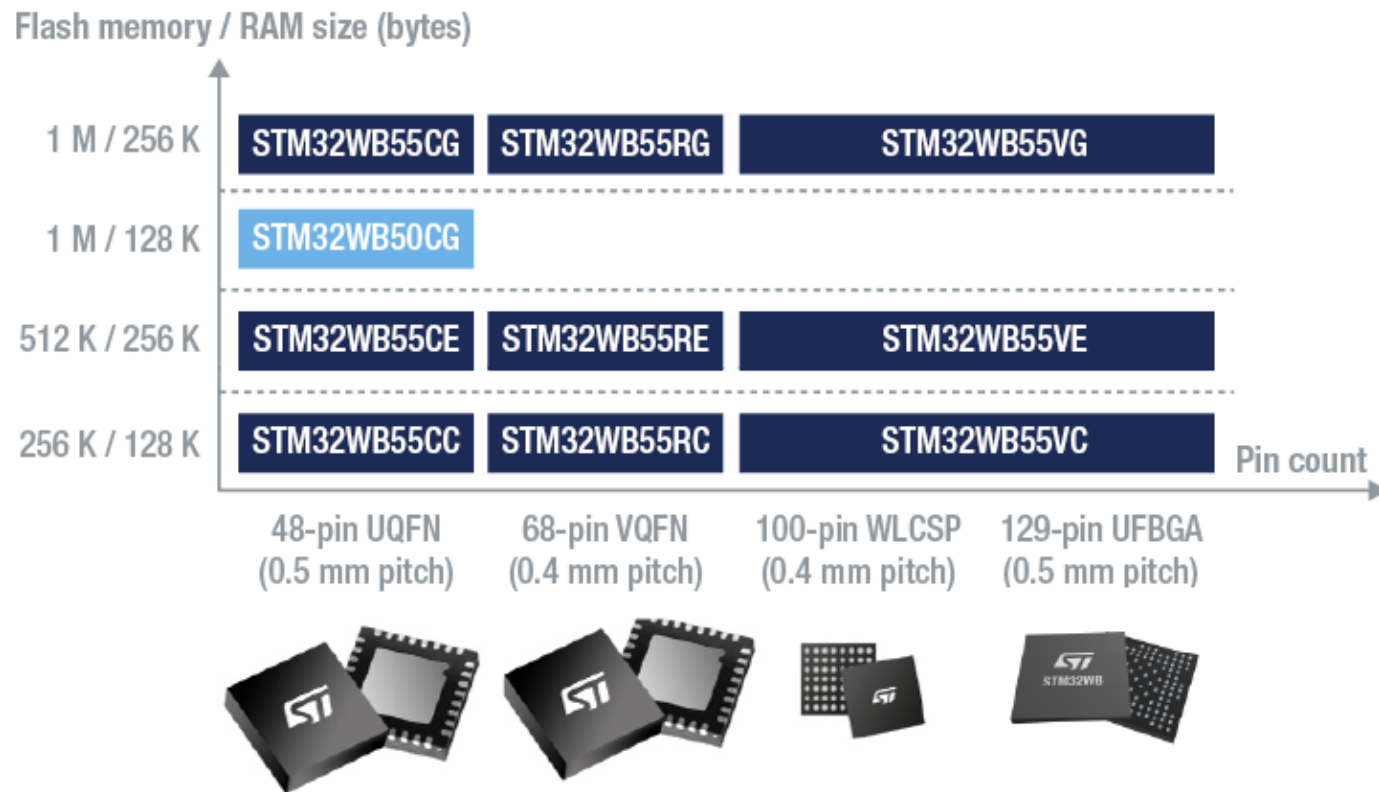 Flash memory / RAM size (bytes)
1 M / 256 K
STM32WB55CG
STM32WB55RG
STM32WB55VG
1 M / 128 K
STM32WB50CG
512 K / 256 K
STM32WB55CE
STM32WB55RE
STM32WB55VE
256 K / 128 K
STM32WB55CC
STM32WB55RC
STM32WB55VC
Pin count
48-pin UQFN
(0.5 mm pitch)
68-pin VQFN
(0.4 mm pitch)
100-pin WLCSP
(0.4 mm pitch)
129-pin UFBGA
(0.5 mm pitch)
ST
ST
ST
ST
STM32WB